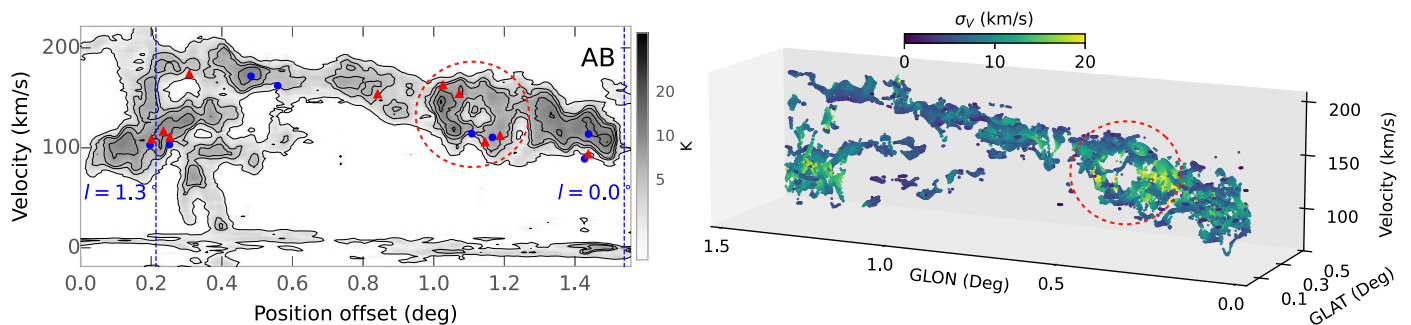 AB
Velocity (km/s)
200
100
0
l = 1.3°
l = 0.0°
0.0 0.2 0.4 0.6 0.8 1.0 1.2 1.4
Position offset (deg)
20
10
5
K
σV (km/s)
0 10 20
200
150
100
Velocity (km/s)
1.5 1.0 0.5 0.0
GLON (Deg)
0.1 0.3 0.5
GLAT (Deg)